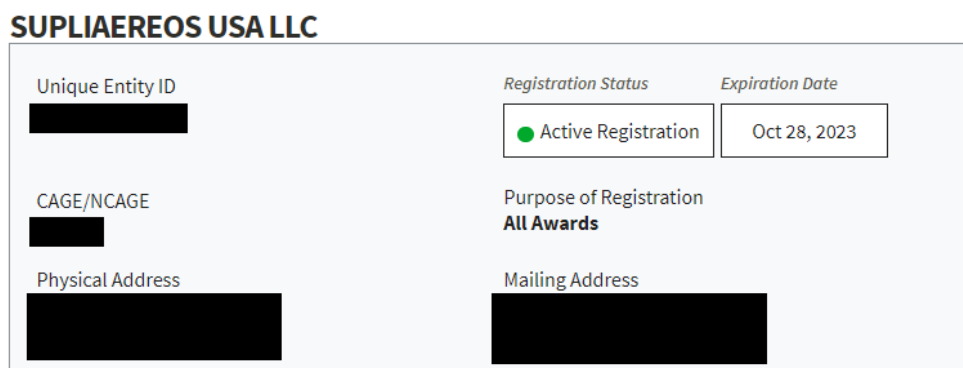 SUPLIAEREOS USA LLC
Unique Entity ID
Registration Status
Expiration Date
Active Registration
Oct 28, 2023
CAGE/NCAGE
Purpose of Registration
All Awards
Physical Address
Mailing Address